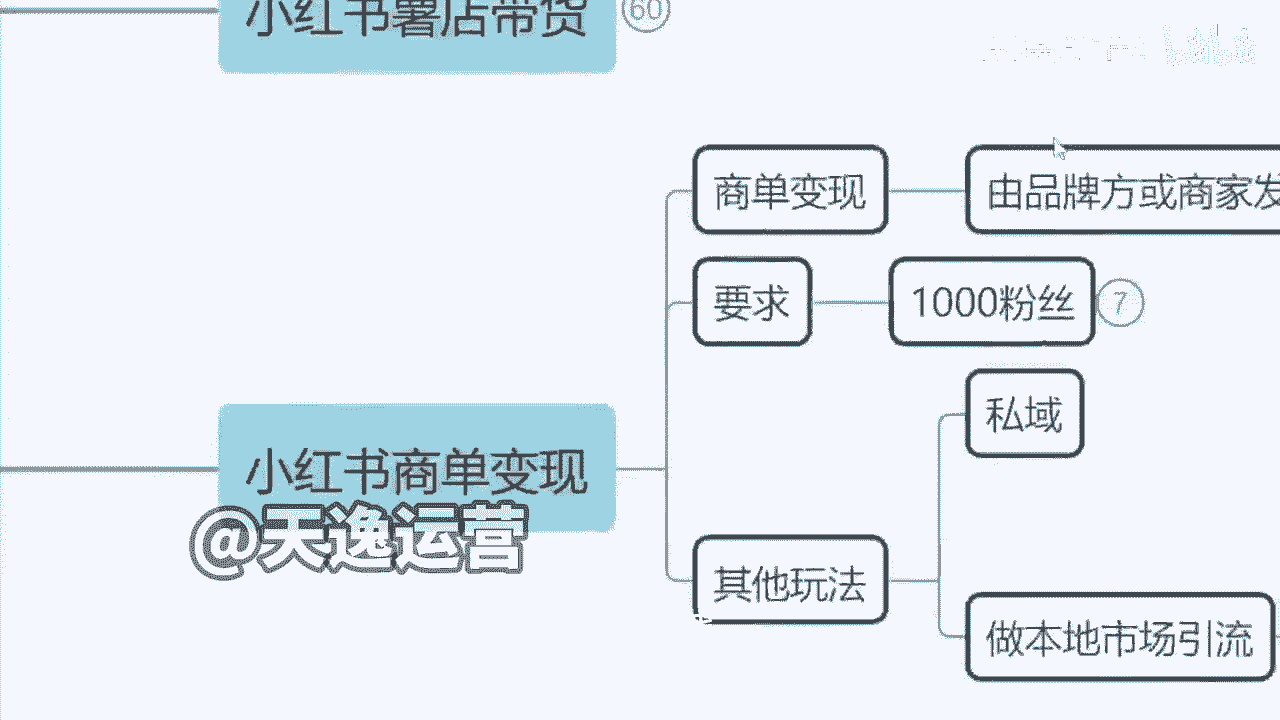 小红书薯店带货
60
商单变现
由品牌方或商家发
要求
1000粉丝
7
私域
小红书商单变现
@天逸运营
其他玩法
做本地市场引流